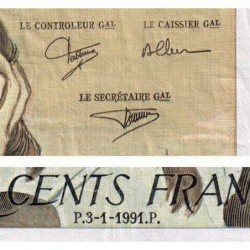 LE CONTROLEUR GAL LE CAISSIER GAL
LE SECRÉTAIRE GAL
CENTS FRAN
P.3-1-1991.P.